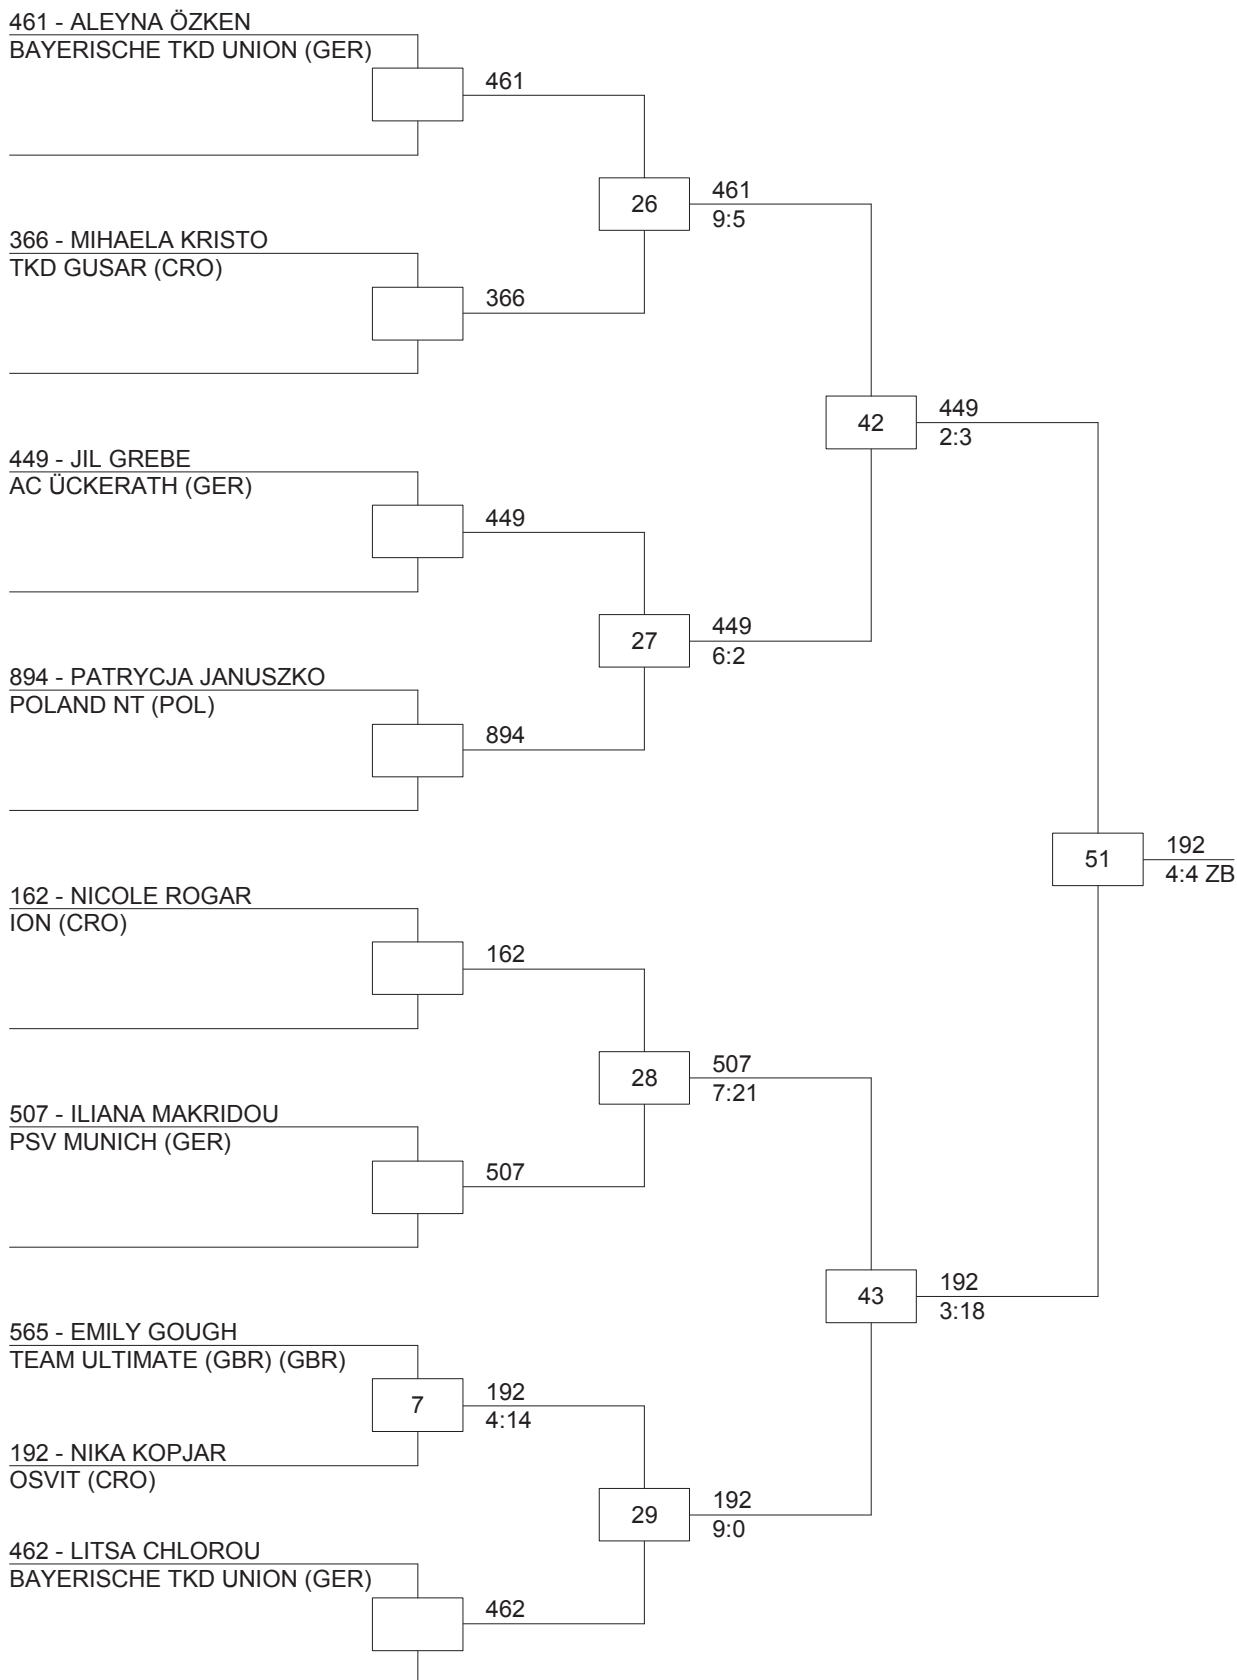 461 - ALEYNA ÖZKEN
BAYERISCHE TKD UNION (GER)
461
26
461
9:5
366 - MIHAELA KRISTO
TKD GUSAR (CRO)
366
42
449
2:3
449 - JIL GREBE
AC ÜCKERATH (GER)
449
27
449
6:2
894 - PATRYCJA JANUSZKO
POLAND NT (POL)
894
51
192
4:4 ZB
162 - NICOLE ROGAR
ION (CRO)
162
28
507
7:21
507 - ILIANA MAKRIDOU
PSV MUNICH (GER)
507
43
192
3:18
565 - EMILY GOUGH
TEAM ULTIMATE (GBR) (GBR)
7
192
4:14
192 - NIKA KOPJAR
OSVIT (CRO)
29
192
9:0
462 - LITSA CHLOROU
BAYERISCHE TKD UNION (GER)
462